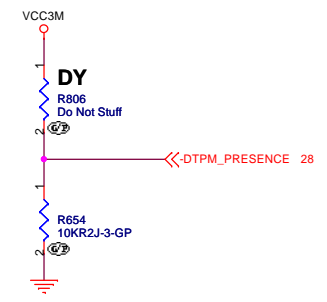 VCC3M
1
DY
R806
Do Not Stuff
2
G/P
-DTPM_PRESENCE 28
1
R654
10KR2J-3-GP
2
G/P